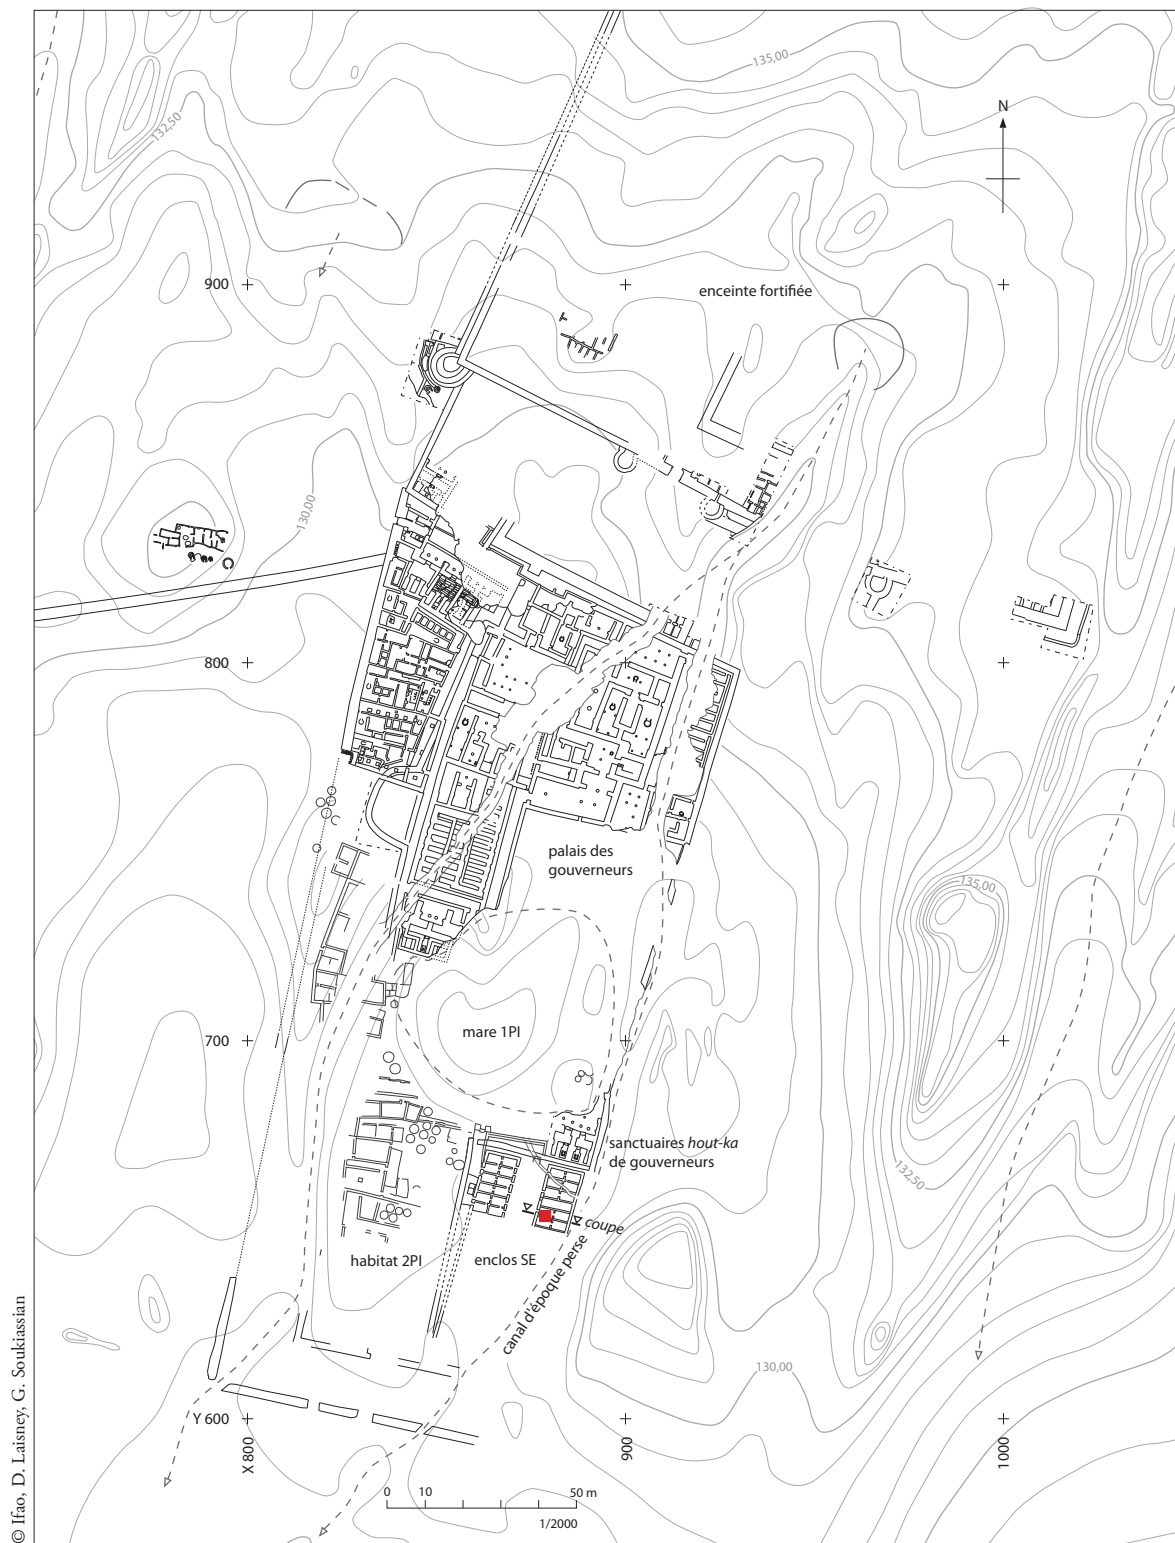 135,00
132,50
N
900
enceinte fortifiée
130,00
800
palais des
gouverneurs
135,00
700
mare 1PI
sanctuaires hout-ka
de gouverneurs
132,50
coupe
habitat 2PI
enclos SE
canal d'époque perse
130,00
Y 600
X 800
900
1000
0 10 50 m
1/2000
© Ifao, D. Laisney, G. Soukiassian